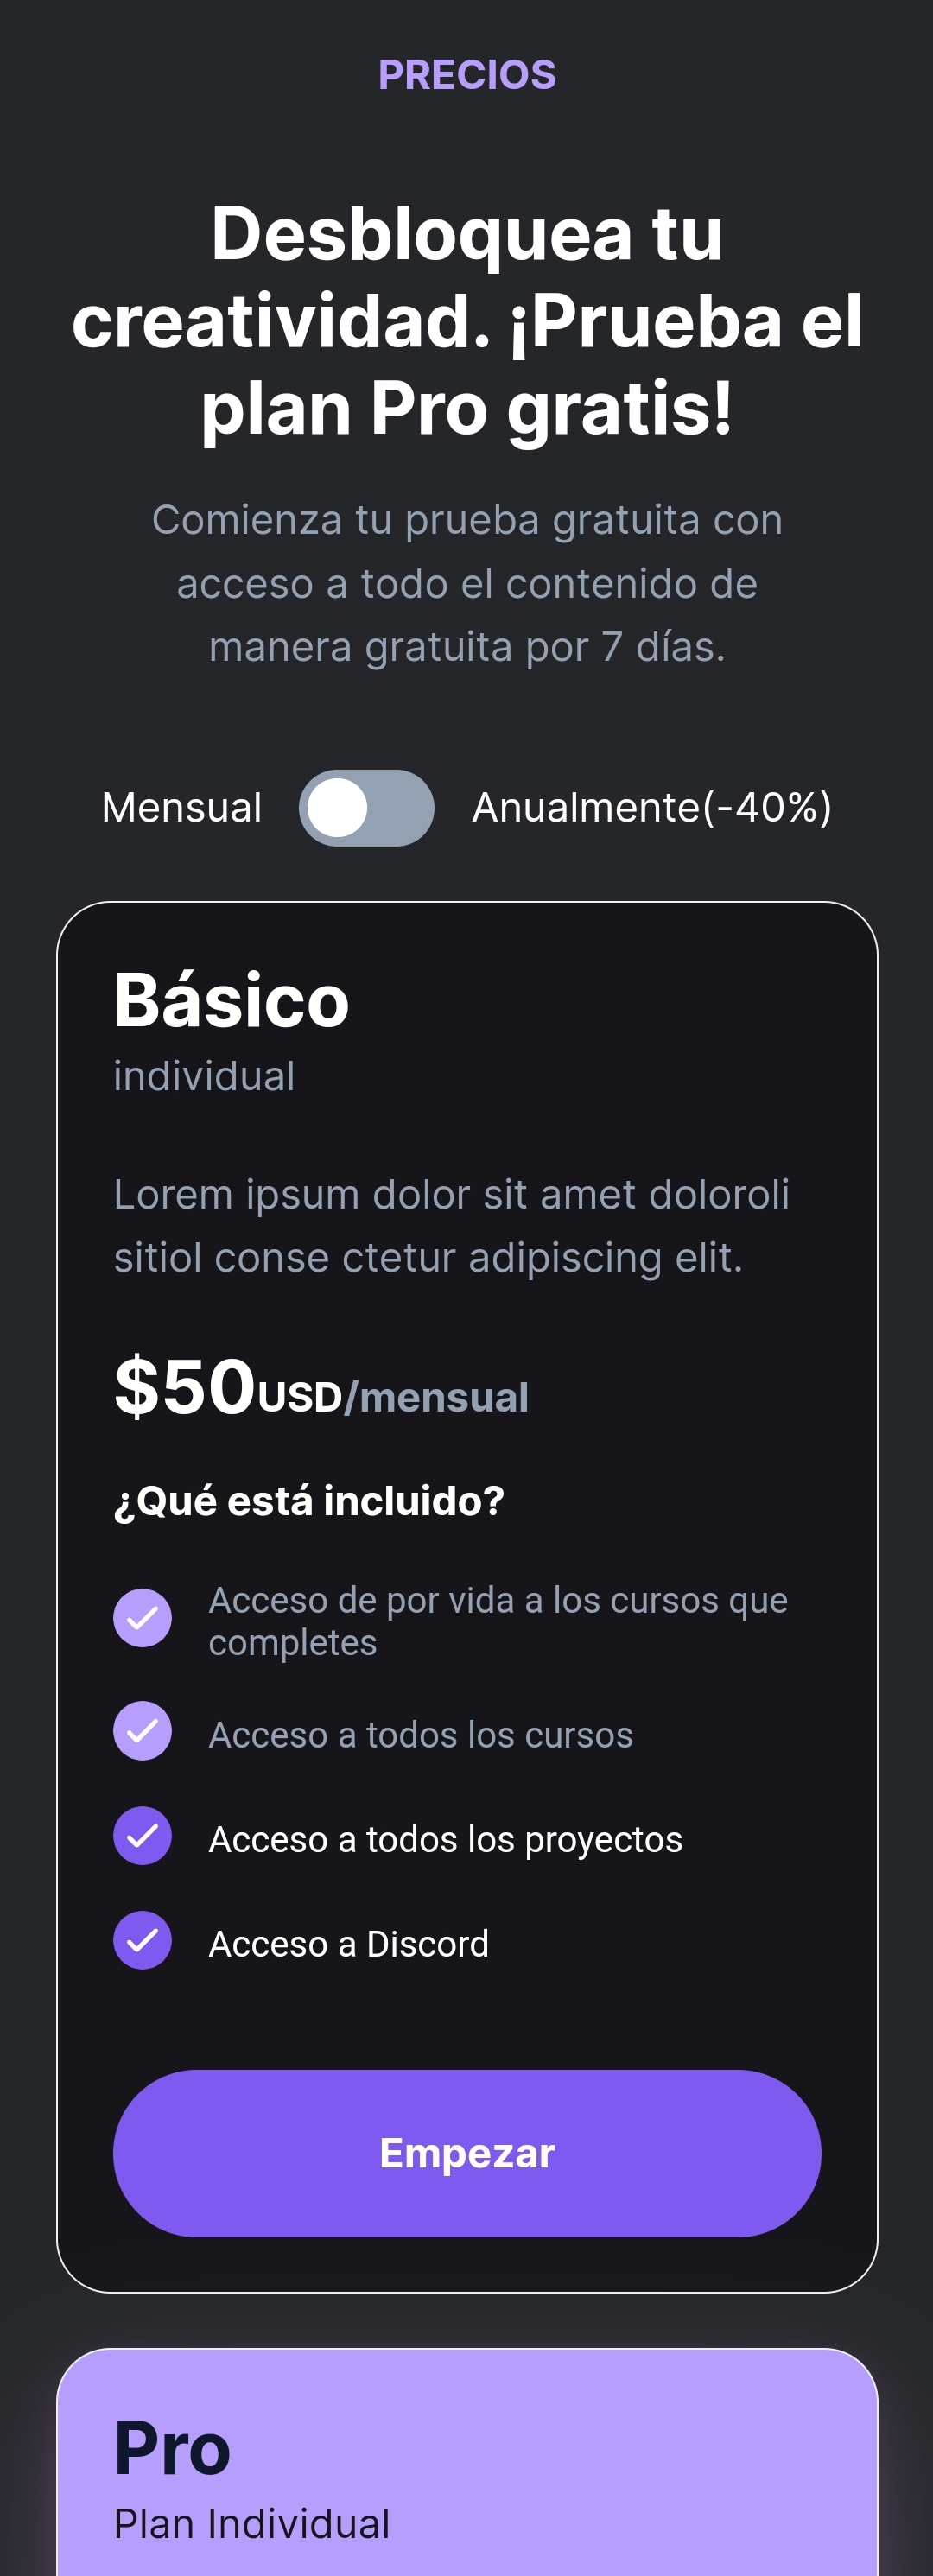 PRECIOS
Desbloquea tu
creatividad. ¡Prueba el
plan Pro gratis!
Comienza tu prueba gratuita con
acceso a todo el contenido de
manera gratuita por 7 días.
Mensual Anualmente(-40%)
Básico
individual
Lorem ipsum dolor sit amet doloroli
sitiol conse ctetur adipiscing elit.
$50USD/mensual
¿Qué está incluido?
Acceso de por vida a los cursos que
completes
Acceso a todos los cursos
Acceso a todos los proyectos
Acceso a Discord
Empezar
Pro
Plan Individual